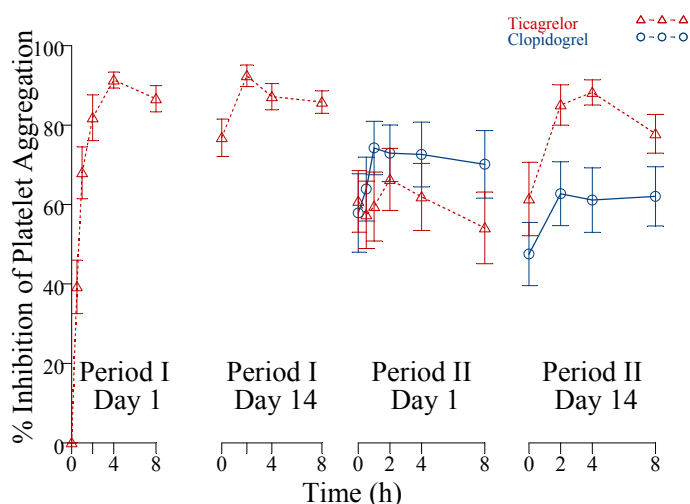 Ticagrelor
Clopidogrel
% Inhibition of Platelet Aggregation
100
80
60
40
20
0
Period I
Day 1
Period I
Day 14
Period II
Day 1
Period II
Day 14
0 4 8
0 4 8
0 2 4 8
0 2 4 8
Time (h)